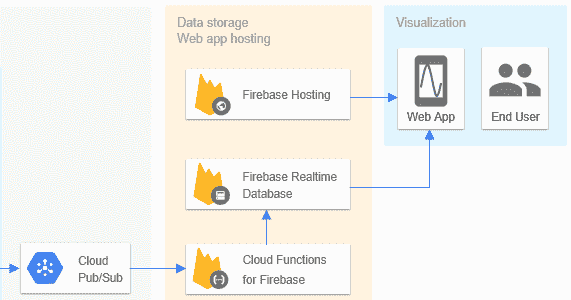 Data storage
Web app hosting
Visualization
Firebase Hosting
Web App
End User
Firebase Realtime
Database
Cloud
Pub/Sub
Cloud Functions
for Firebase